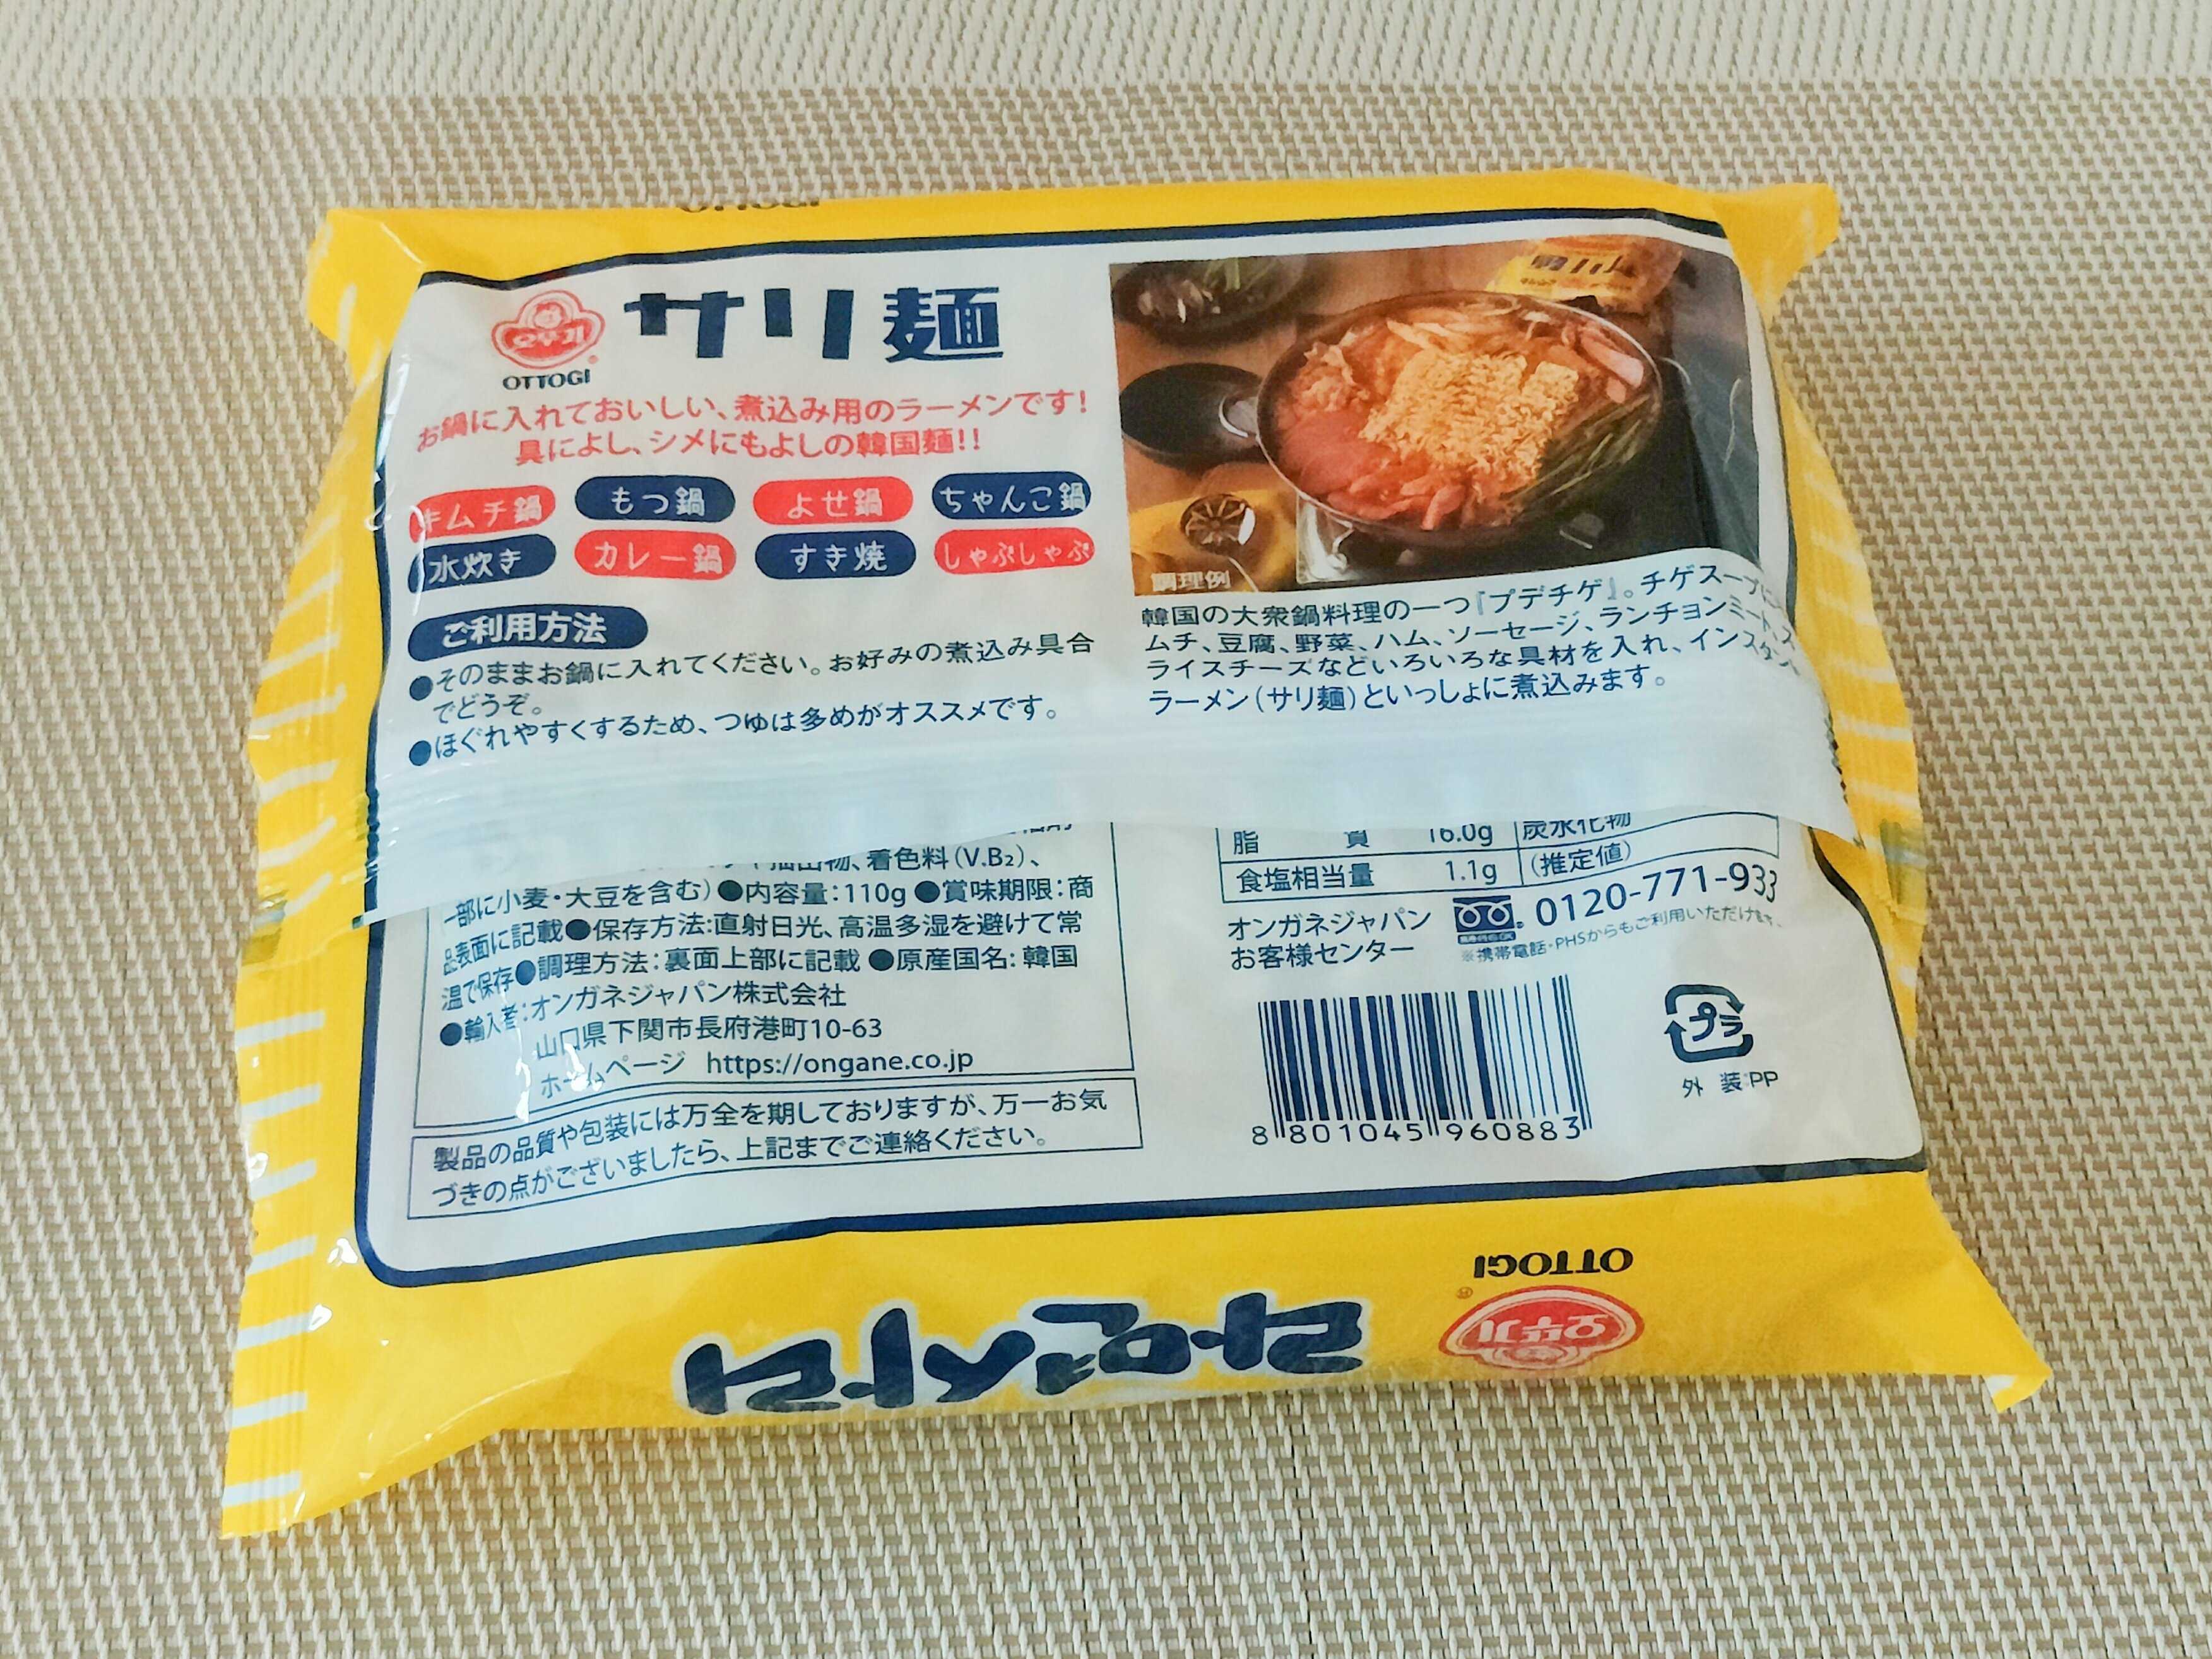 오뚜기
OTTOGI
サリ麺
お鍋に入れておいしい、煮込み用のラーメンです!
具によし、シメにもよしの韓国麺!!
キムチ鍋 もつ鍋 よせ鍋 ちゃんこ鍋
水炊き カレー鍋 すき焼 しゃぶしゃぶ
ご利用方法
●そのままお鍋に入れてください。お好みの煮込み具合
でどうぞ。
●ほぐれやすくするため、つゆは多めがオススメです。
調理例
韓国の大衆鍋料理の一つ『プデチゲ』。チゲスープに
ムチ、豆腐、野菜、ハム、ソーセージ、ランチョンミート、ス
ライスチーズなどいろいろな具材を入れ、インスタント
ラーメン(サリ麺)といっしょに煮込みます。
抽出物、着色料(V.B₂)、
一部に小麦・大豆を含む)●内容量:110g●賞味期限:商
品表面に記載●保存方法:直射日光、高温多湿を避けて常
温で保存●調理方法:裏面上部に記載●原産国名:韓国
●輸入者:オンガネジャパン株式会社
山口県下関市長府港町10-63
ホームページ https://ongane.co.jp
製品の品質や包装には万全を期しておりますが、万一お気
づきの点がございましたら、上記までご連絡ください。
脂質 16.0g 炭水化物
食塩相当量 1.1g (推定値)
オンガネジャパン
お客様センター
0120-771-933
※携帯電話・PHSからもご利用いただけます。
8 801045 960883
プラ
外装:PP
OTTOGI
오뚜기
라면사리